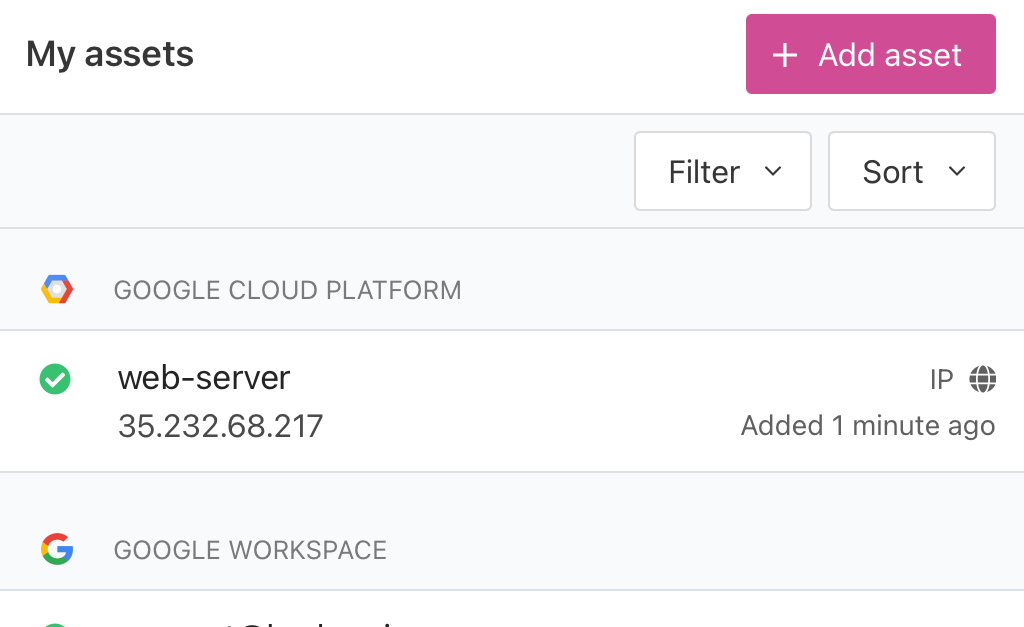 My assets
+ Add asset
Filter
Sort
GOOGLE CLOUD PLATFORM
web-server
IP
35.232.68.217
Added 1 minute ago
GOOGLE WORKSPACE